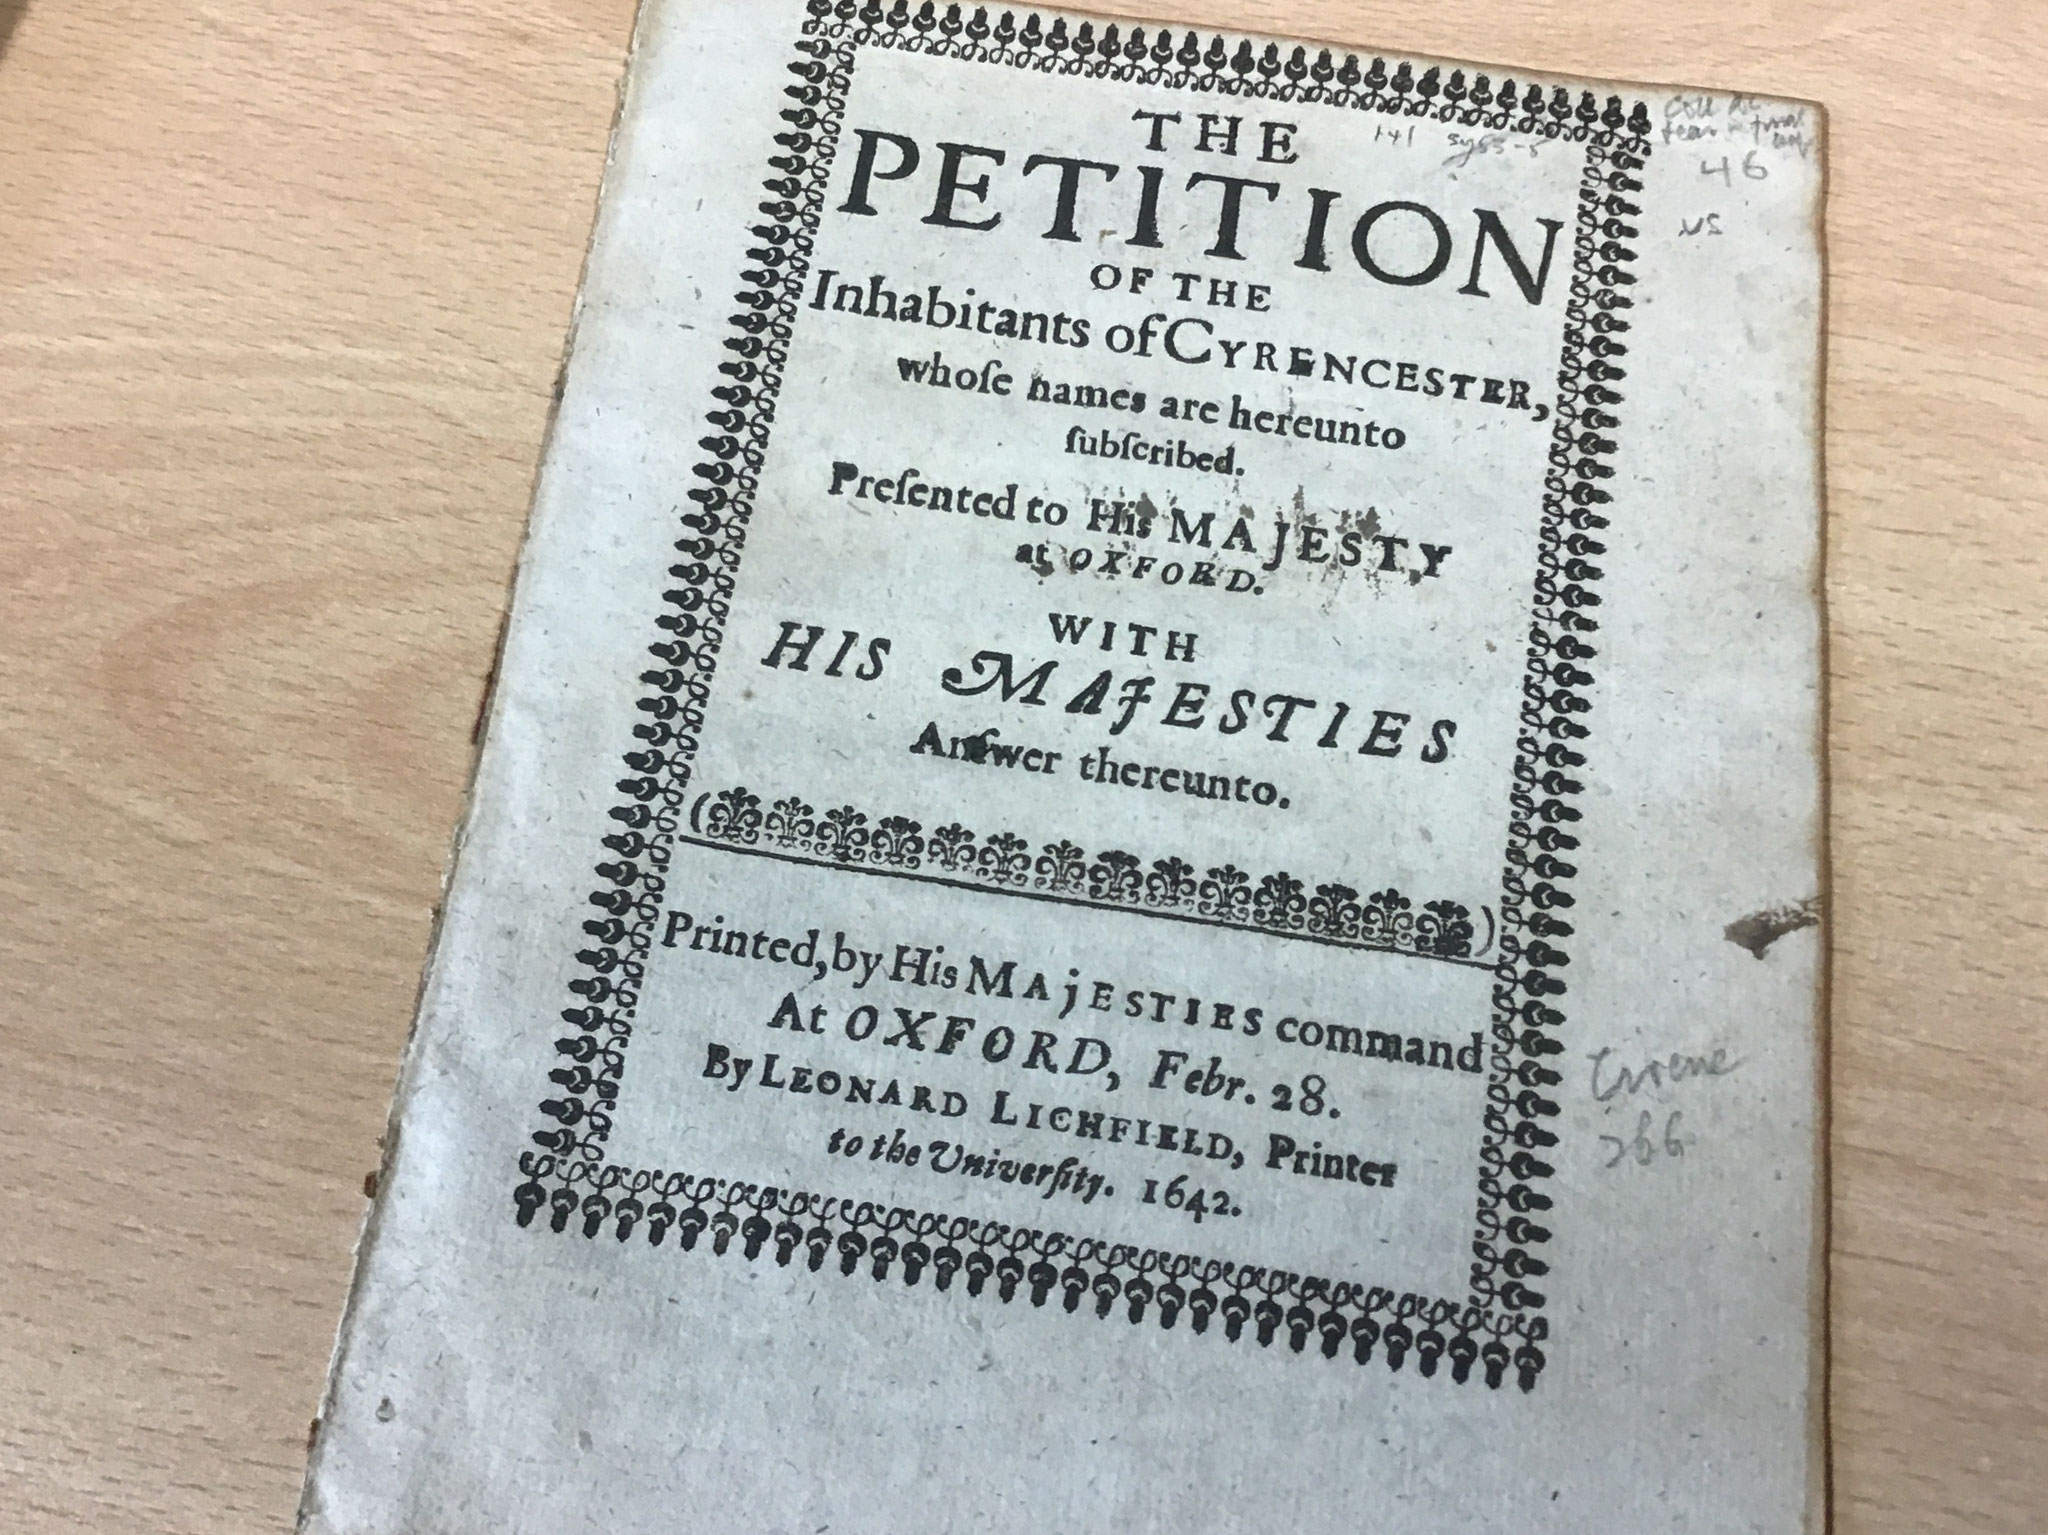 THE
PETITION
OF THE
Inhabitants of CYRENCESTER,
whoſe names are hereunto
ſubſcribed.
Preſented to His MAJESTY
at OXFORD.
WITH
HIS MAJESTIES
Anſwer thereunto.
Printed, by His MAjESTIES command
At OXFORD, Febr. 28.
By LEONARD LICHFIELD, Printer
to the Univerſity. 1642.
46
NS
266